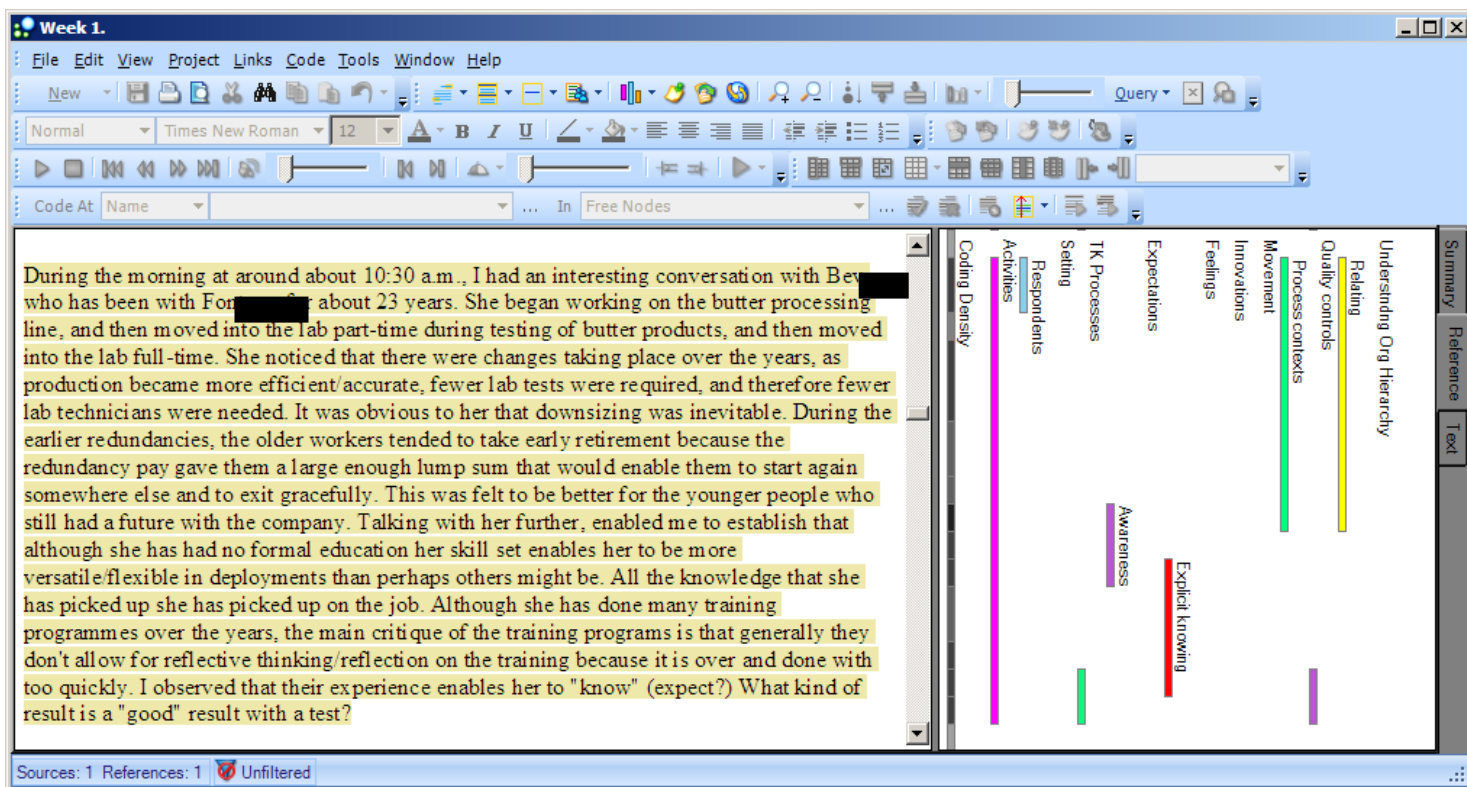 Week 1.
File Edit View Project Links Code Tools Window Help
New Query
Normal Times New Roman 12 A B I U
Code At Name ... In Free Nodes ...
During the morning at around about 10:30 a.m., I had an interesting conversation with Bev
who has been with Fon for about 23 years. She began working on the butter processing
line, and then moved into the lab part-time during testing of butter products, and then moved
into the lab full-time. She noticed that there were changes taking place over the years, as
production became more efficient/accurate, fewer lab tests were required, and therefore fewer
lab technicians were needed. It was obvious to her that downsizing was inevitable. During the
earlier redundancies, the older workers tended to take early retirement because the
redundancy pay gave them a large enough lump sum that would enable them to start again
somewhere else and to exit gracefully. This was felt to be better for the younger people who
still had a future with the company. Talking with her further, enabled me to establish that
although she has had no formal education her skill set enables her to be more
versatile/flexible in deployments than perhaps others might be. All the knowledge that she
has picked up she has picked up on the job. Although she has done many training
programmes over the years, the main critique of the training programs is that generally they
don't allow for reflective thinking/reflection on the training because it is over and done with
too quickly. I observed that their experience enables her to "know" (expect?) What kind of
result is a "good" result with a test?
Coding Density
Activities
Respondents
Setting
TK Processes
Awareness
Expectations
Explicit knowing
Feelings
Innovations
Movement
Process contexts
Quality controls
Relating
Understndng Org Hierarchy
Summary
Reference
Text
Sources: 1 References: 1 Unfiltered